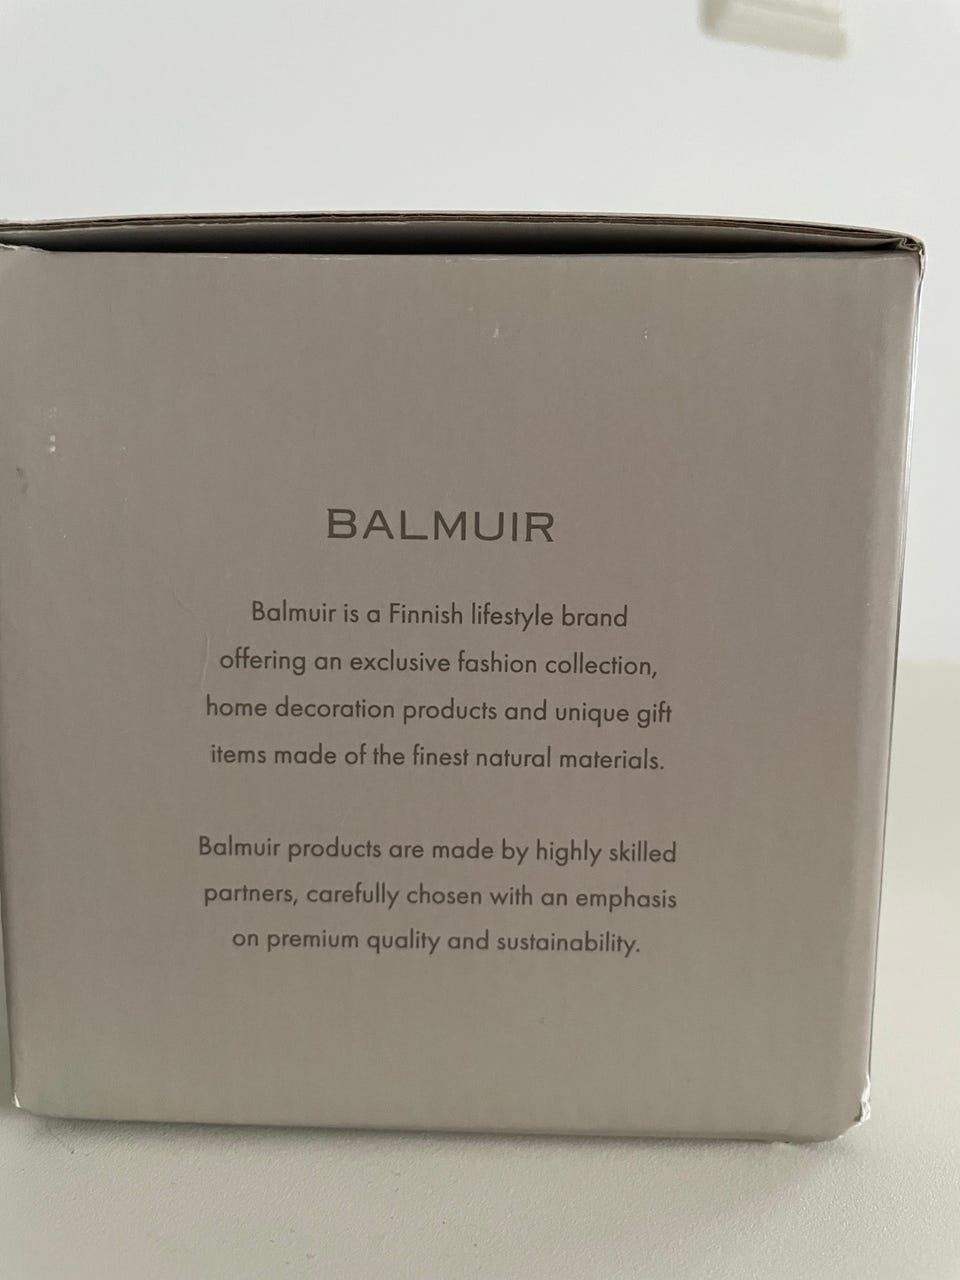 BALMUIR
Balmuir is a Finnish lifestyle brand
offering an exclusive fashion collection,
home decoration products and unique gift
items made of the finest natural materials.
Balmuir products are made by highly skilled
partners, carefully chosen with an emphasis
on premium quality and sustainability.